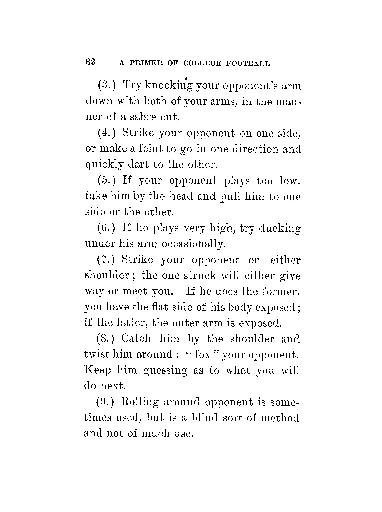 62 A PRIMER OF COLLEGE FOOTBALL
(3.) Try knocking your opponent's arm
down with both of your arms, in the man-
ner of a sabre cut.
(4.) Strike your opponent on one side,
or make a feint to go in one direction and
quickly dart to the other.
(5.) If your opponent plays too low,
take him by the head and pull him to one
side or the other.
(6.) If he plays very high, try ducking
under his arm occasionally.
(7.) Strike your opponent on either
shoulder; the one struck will either give
way or meet you. If he does the former,
you have the flat side of his body exposed;
if the latter, the outer arm is exposed.
(8.) Catch him by the shoulder and
twist him around; "fox" your opponent.
Keep him guessing as to what you will
do next.
(9.) Rolling around opponent is some-
times used, but is a blind sort of method
and not of much use.